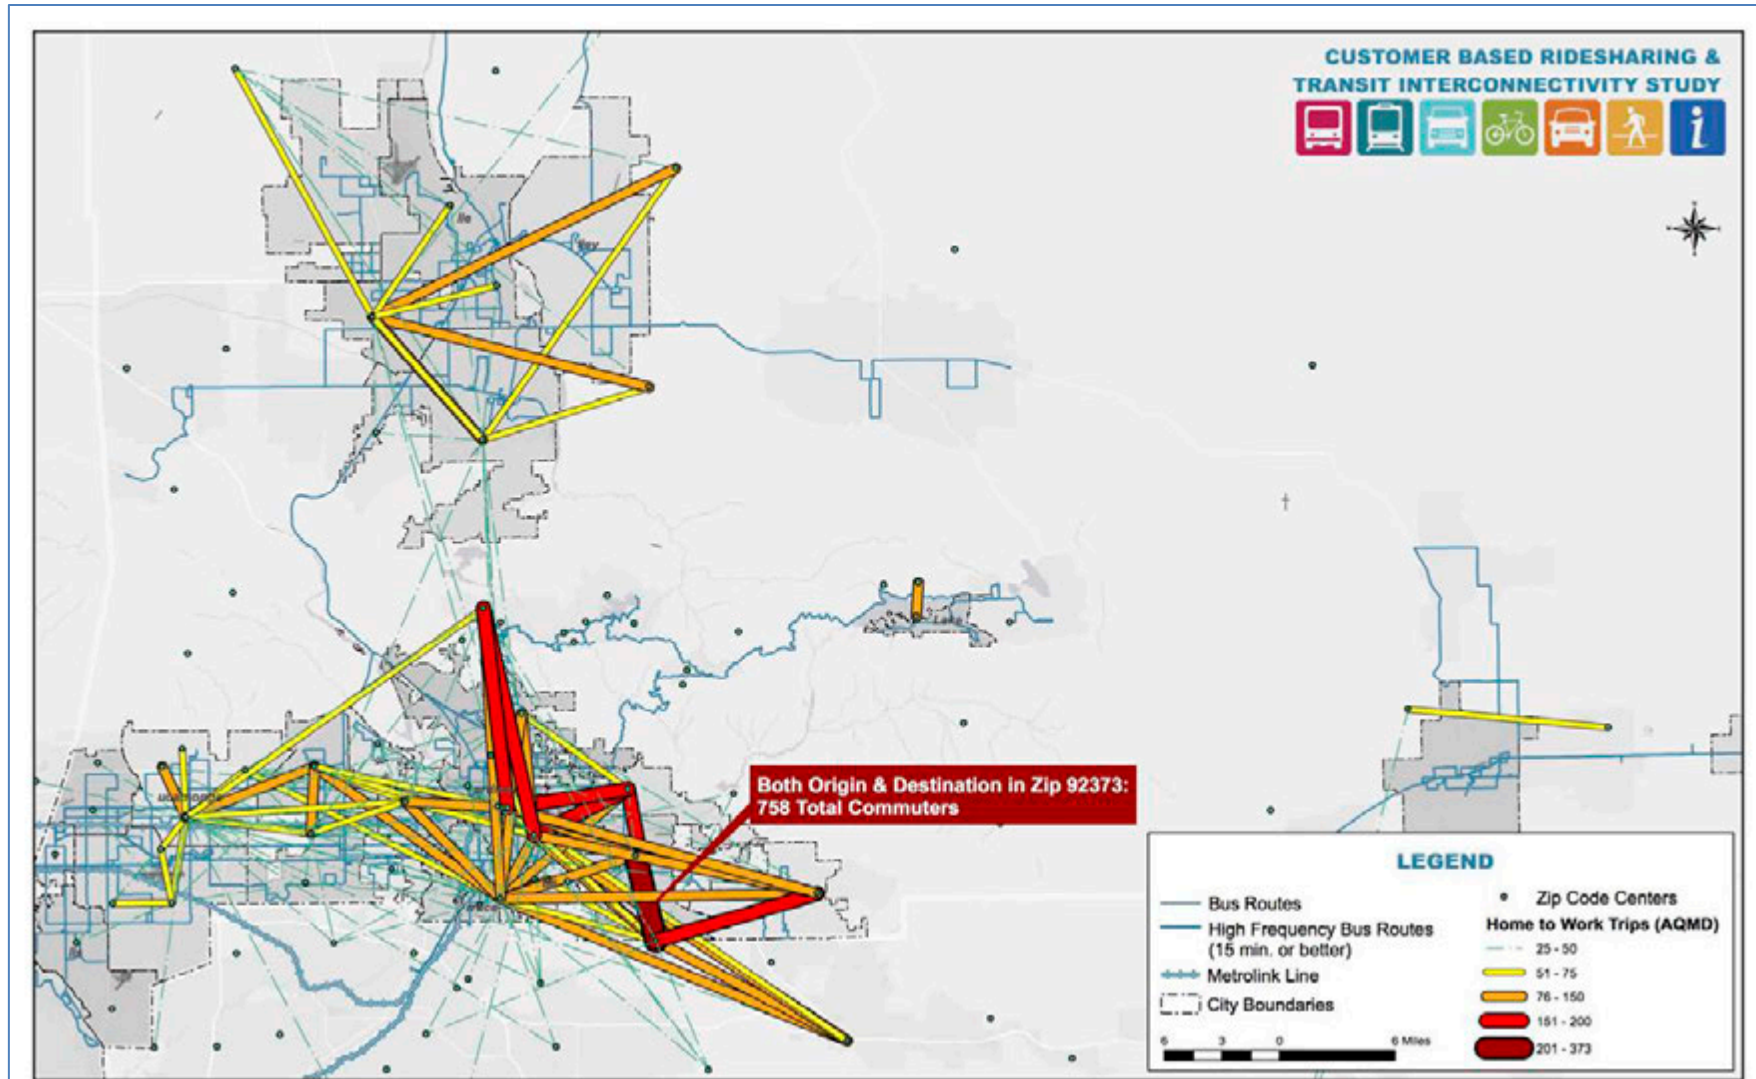 CUSTOMER BASED RIDESHARING &
TRANSIT INTERCONNECTIVITY STUDY
Both Origin & Destination in Zip 92373:
758 Total Commuters
LEGEND
Bus Routes
High Frequency Bus Routes
(15 min. or better)
Metrolink Line
City Boundaries
6 3 0 6 Miles
Zip Code Centers
Home to Work Trips (AQMD)
25 - 50
51 - 75
76 - 150
151 - 200
201 - 373